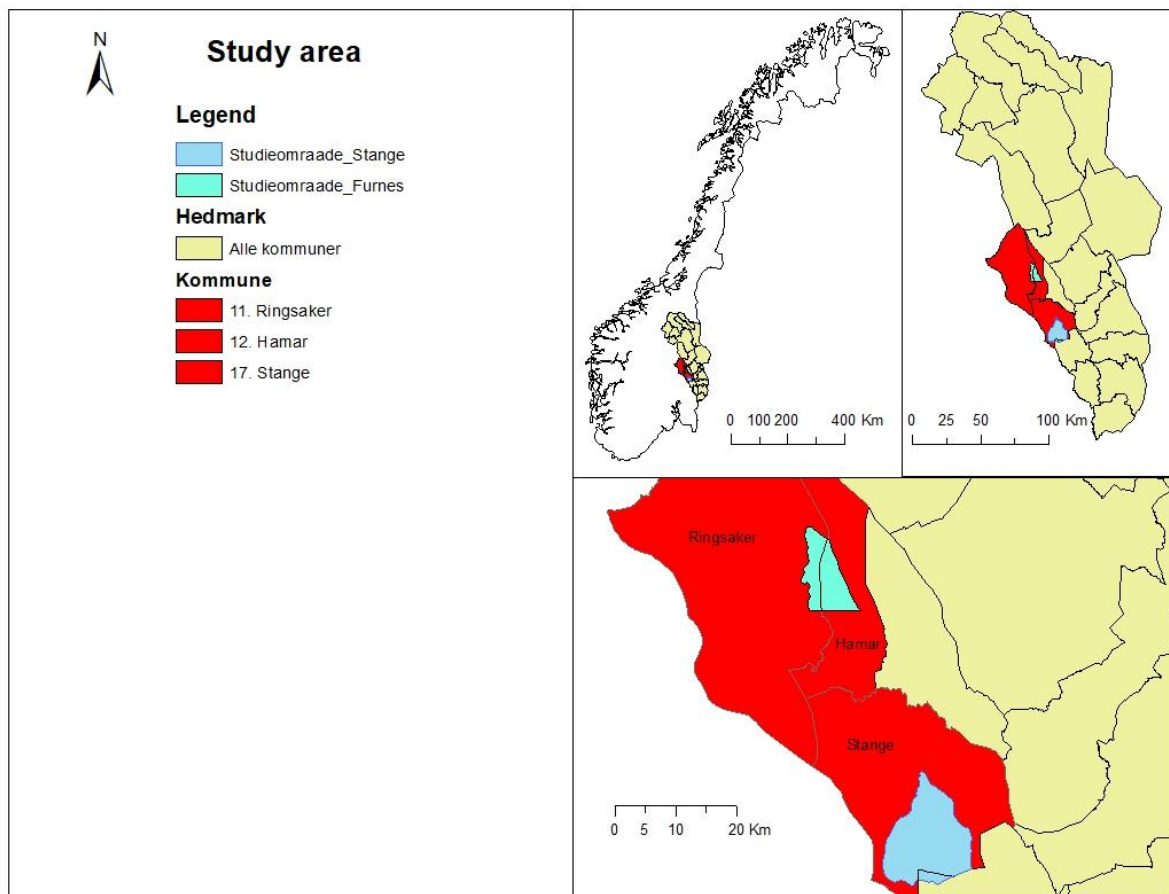 N
Study area
Legend
Studieomraade_Stange
Studieomraade_Furnes
Hedmark
Alle kommuner
Kommune
11. Ringsaker
12. Hamar
17. Stange
0 100 200 400 Km
0 25 50 100 Km
Ringsaker
Hamar
Stange
0 5 10 20 Km